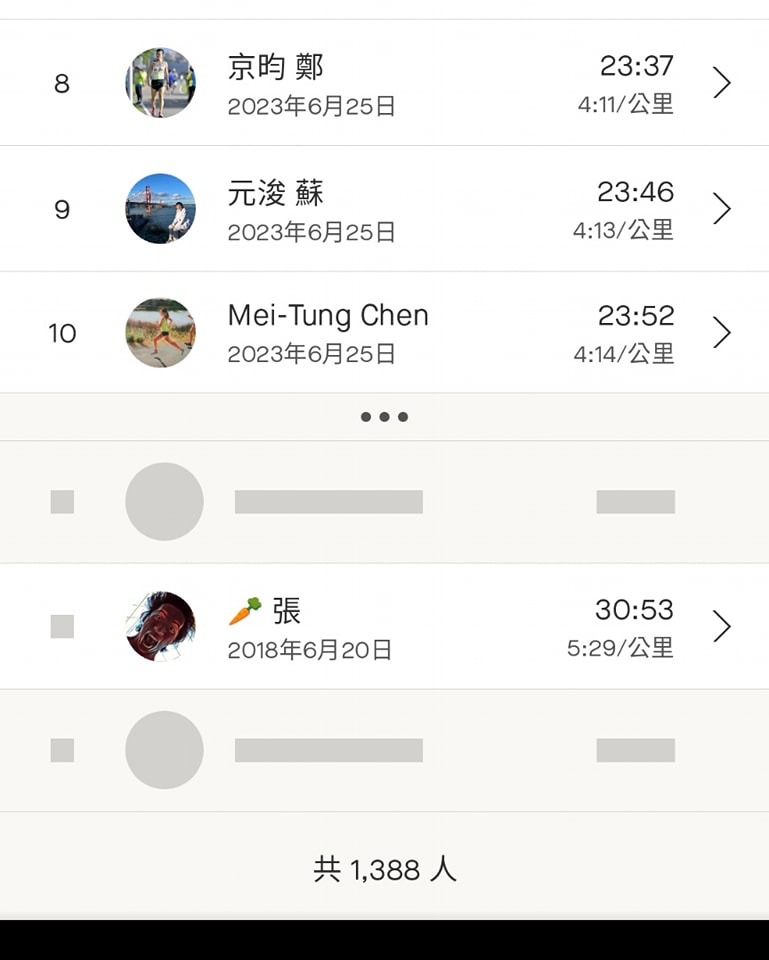 8
京昀 鄭
23:37
2023年6月25日
4:11/公里
9
元浚 蘇
23:46
2023年6月25日
4:13/公里
10
Mei-Tung Chen
23:52
2023年6月25日
4:14/公里
🥕 張
30:53
2018年6月20日
5:29/公里
共 1,388 人